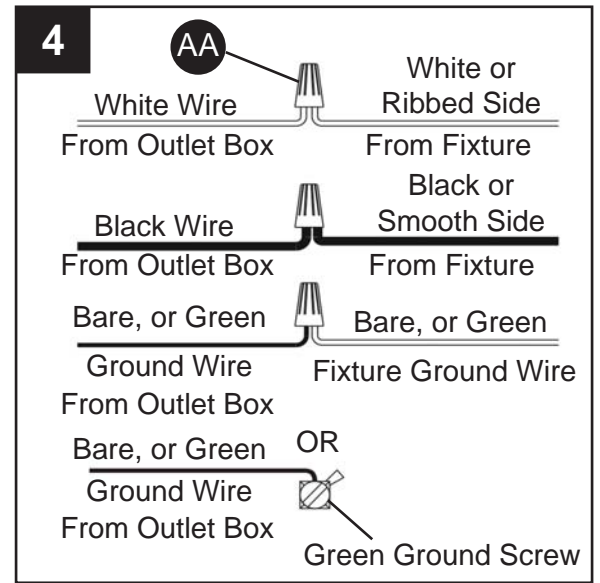 4
AA
White Wire
From Outlet Box
White or
Ribbed Side
From Fixture
Black Wire
From Outlet Box
Black or
Smooth Side
From Fixture
Bare, or Green
Ground Wire
From Outlet Box
Bare, or Green
Fixture Ground Wire
OR
Bare, or Green
Ground Wire
From Outlet Box
Green Ground Screw